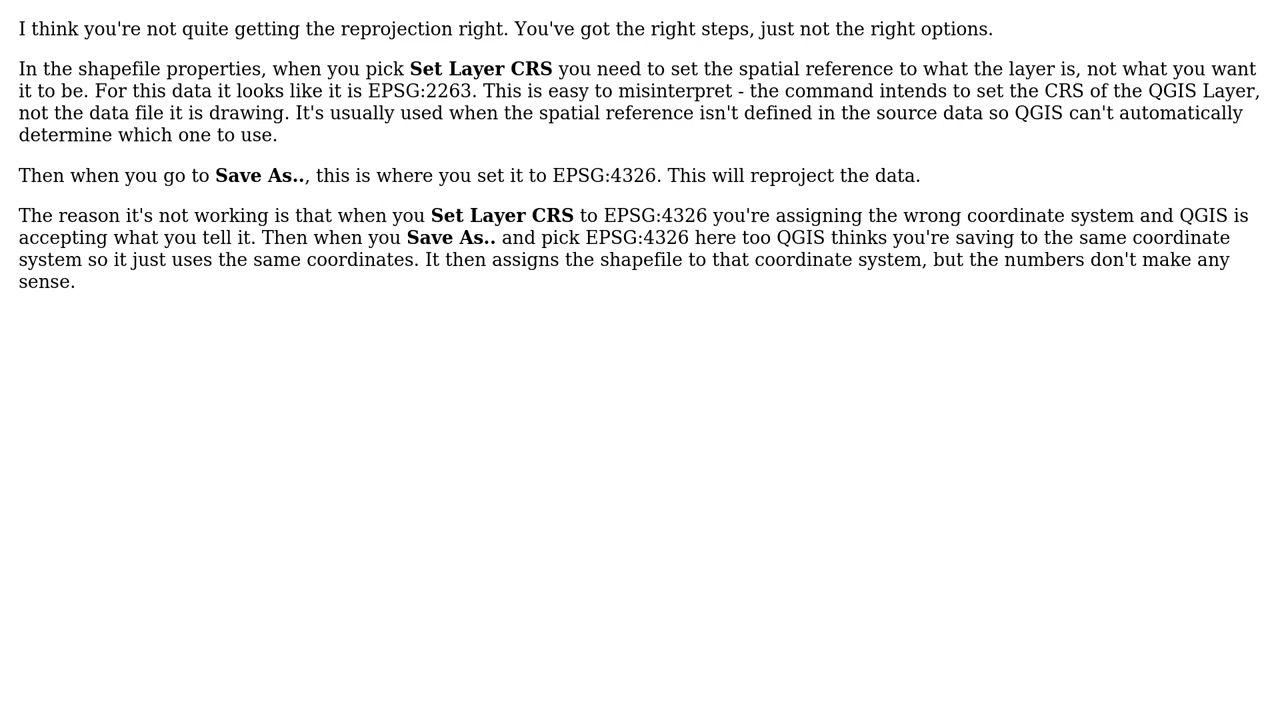 I think you're not quite getting the reprojection right. You've got the right steps, just not the right options.
In the shapefile properties, when you pick Set Layer CRS you need to set the spatial reference to what the layer is, not what you want
it to be. For this data it looks like it is EPSG:2263. This is easy to misinterpret - the command intends to set the CRS of the QGIS Layer,
not the data file it is drawing. It's usually used when the spatial reference isn't defined in the source data so QGIS can't automatically
determine which one to use.
Then when you go to Save As.., this is where you set it to EPSG:4326. This will reproject the data.
The reason it's not working is that when you Set Layer CRS to EPSG:4326 you're assigning the wrong coordinate system and QGIS is
accepting what you tell it. Then when you Save As.. and pick EPSG:4326 here too QGIS thinks you're saving to the same coordinate
system so it just uses the same coordinates. It then assigns the shapefile to that coordinate system, but the numbers don't make any
sense.